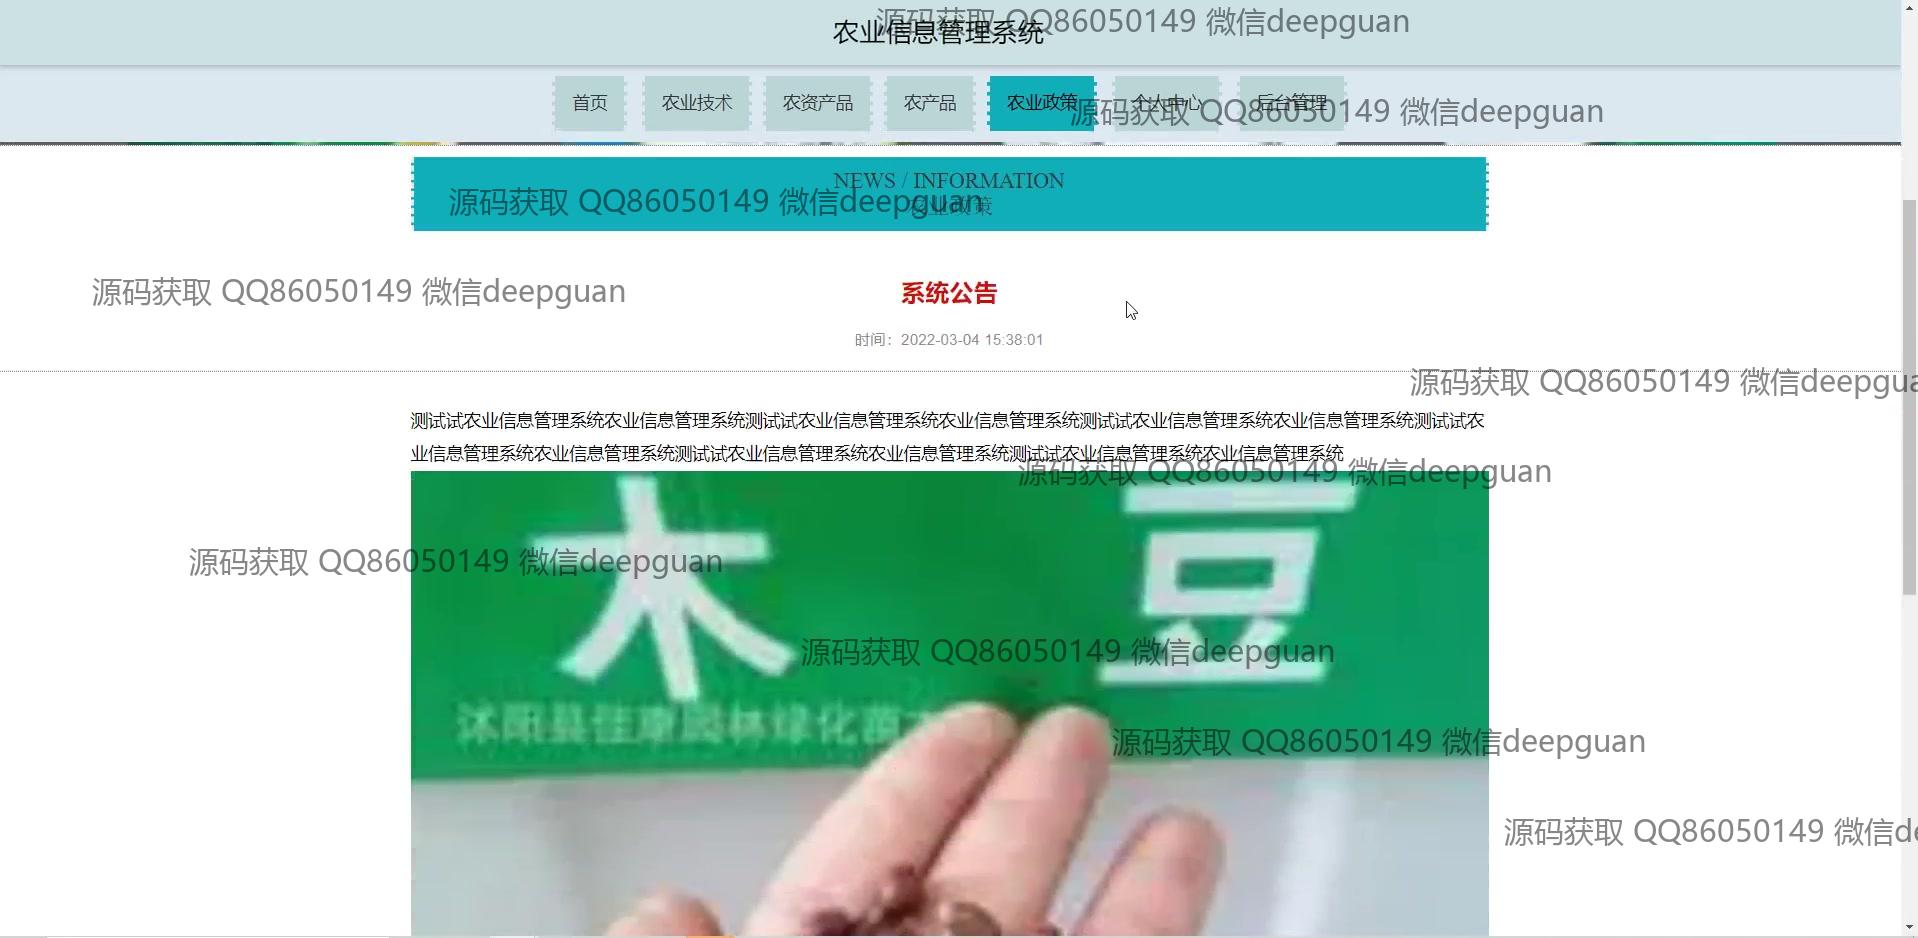 农业信息管理系统
源码获取 QQ86050149 微信deepguan
首页 农业技术 农资产品 农产品 农业政策 个人中心 后台管理
源码获取 QQ86050149 微信deepguan
NEWS / INFORMATION
农业政策
源码获取 QQ86050149 微信deepguan
系统公告
源码获取 QQ86050149 微信deepguan
时间：2022-03-04 15:38:01
源码获取 QQ86050149 微信deepgua
测试试农业信息管理系统农业信息管理系统测试试农业信息管理系统农业信息管理系统测试试农业信息管理系统农业信息管理系统测试试农
业信息管理系统农业信息管理系统测试试农业信息管理系统农业信息管理系统测试试农业信息管理系统农业信息管理系统
源码获取 QQ86050149 微信deepguan
木 豆
源码获取 QQ86050149 微信deepguan
源码获取 QQ86050149 微信deepguan
沭阳县佳康园林绿化苗木
源码获取 QQ86050149 微信deepguan
源码获取 QQ86050149 微信de